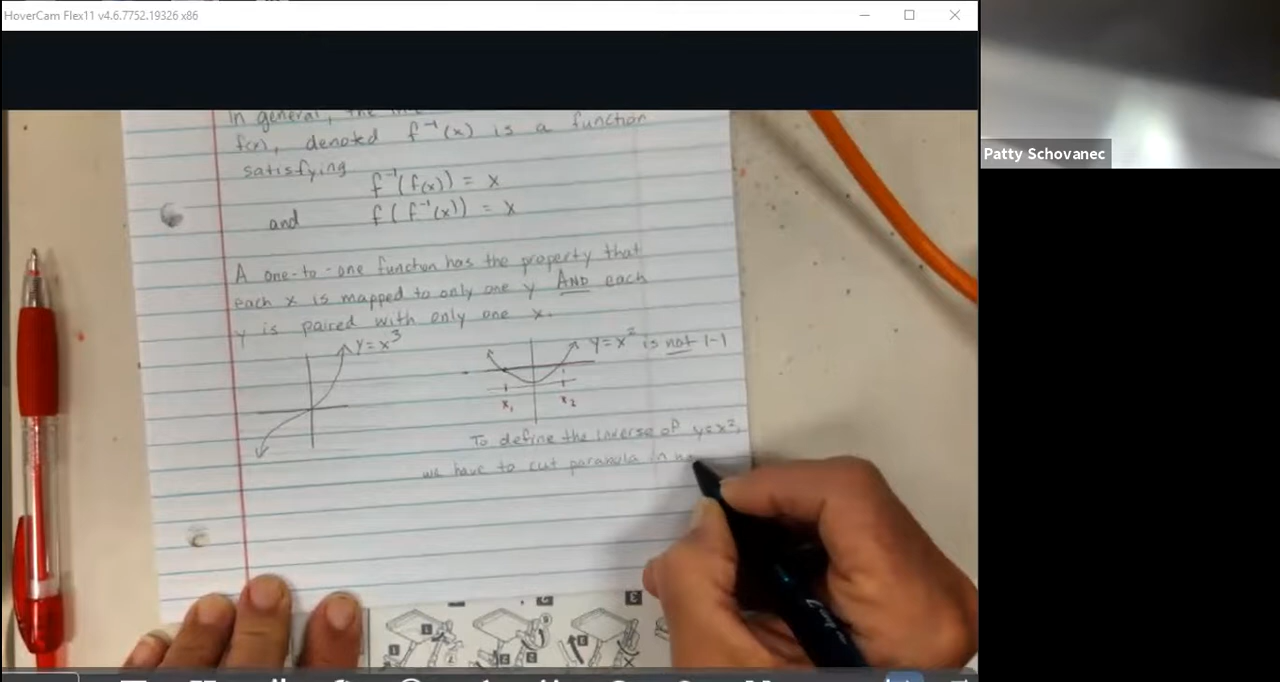 HoverCam Flex11 v4.6.7752.19326 x86
Patty Schovanec
In general, the
f(x), denoted f⁻¹(x) is a function
satisfying
f⁻¹(f(x)) = x
and f(f⁻¹(x)) = x
A one-to-one function has the property that
each x is mapped to only one y AND each
y is paired with only one x.
y=x³
y=x² is not 1-1
x₁ x₂
To define the inverse of y=x²,
we have to cut parabola in